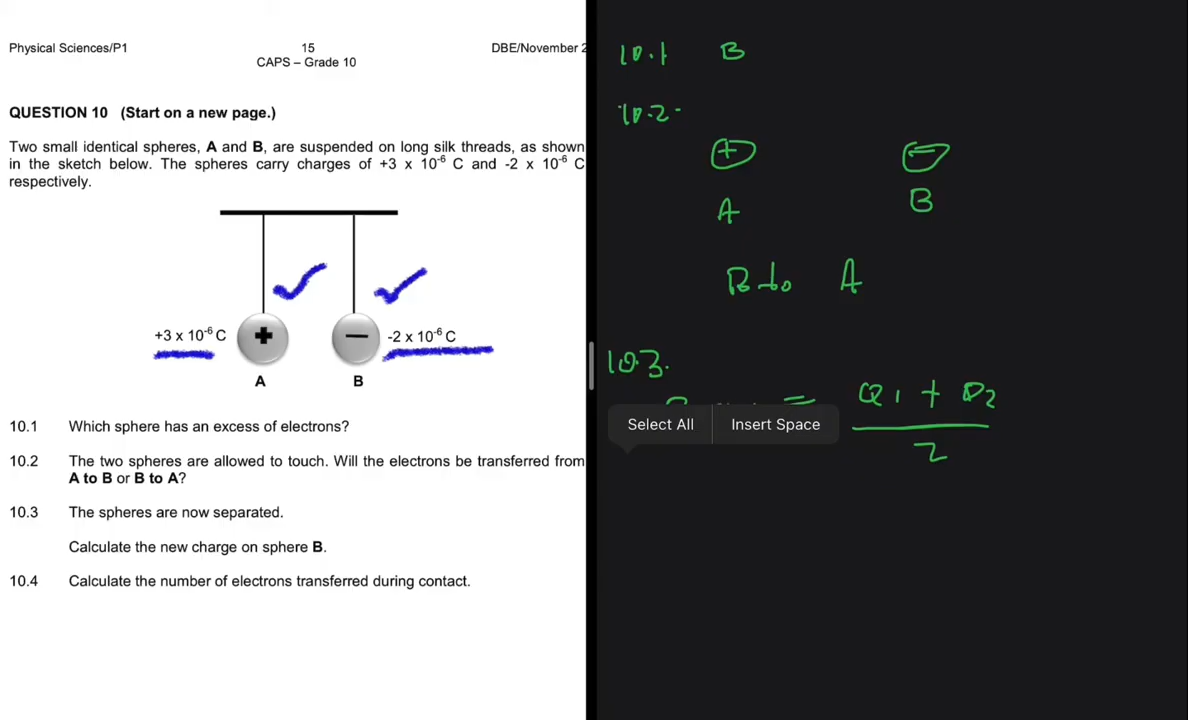 Physical Sciences/P1 15 DBE/November 2
CAPS – Grade 10
QUESTION 10 (Start on a new page.)
Two small identical spheres, A and B, are suspended on long silk threads, as shown
in the sketch below. The spheres carry charges of +3 x 10⁻⁶ C and -2 x 10⁻⁶ C
respectively.
+3 x 10⁻⁶ C + − -2 x 10⁻⁶ C
A B
10.1 Which sphere has an excess of electrons?
10.2 The two spheres are allowed to touch. Will the electrons be transferred from
A to B or B to A?
10.3 The spheres are now separated.
Calculate the new charge on sphere B.
10.4 Calculate the number of electrons transferred during contact.
10.1 B
10.2.
+ −
A B
B to A
10.3.
= Q1 + Q2
2
Select All Insert Space